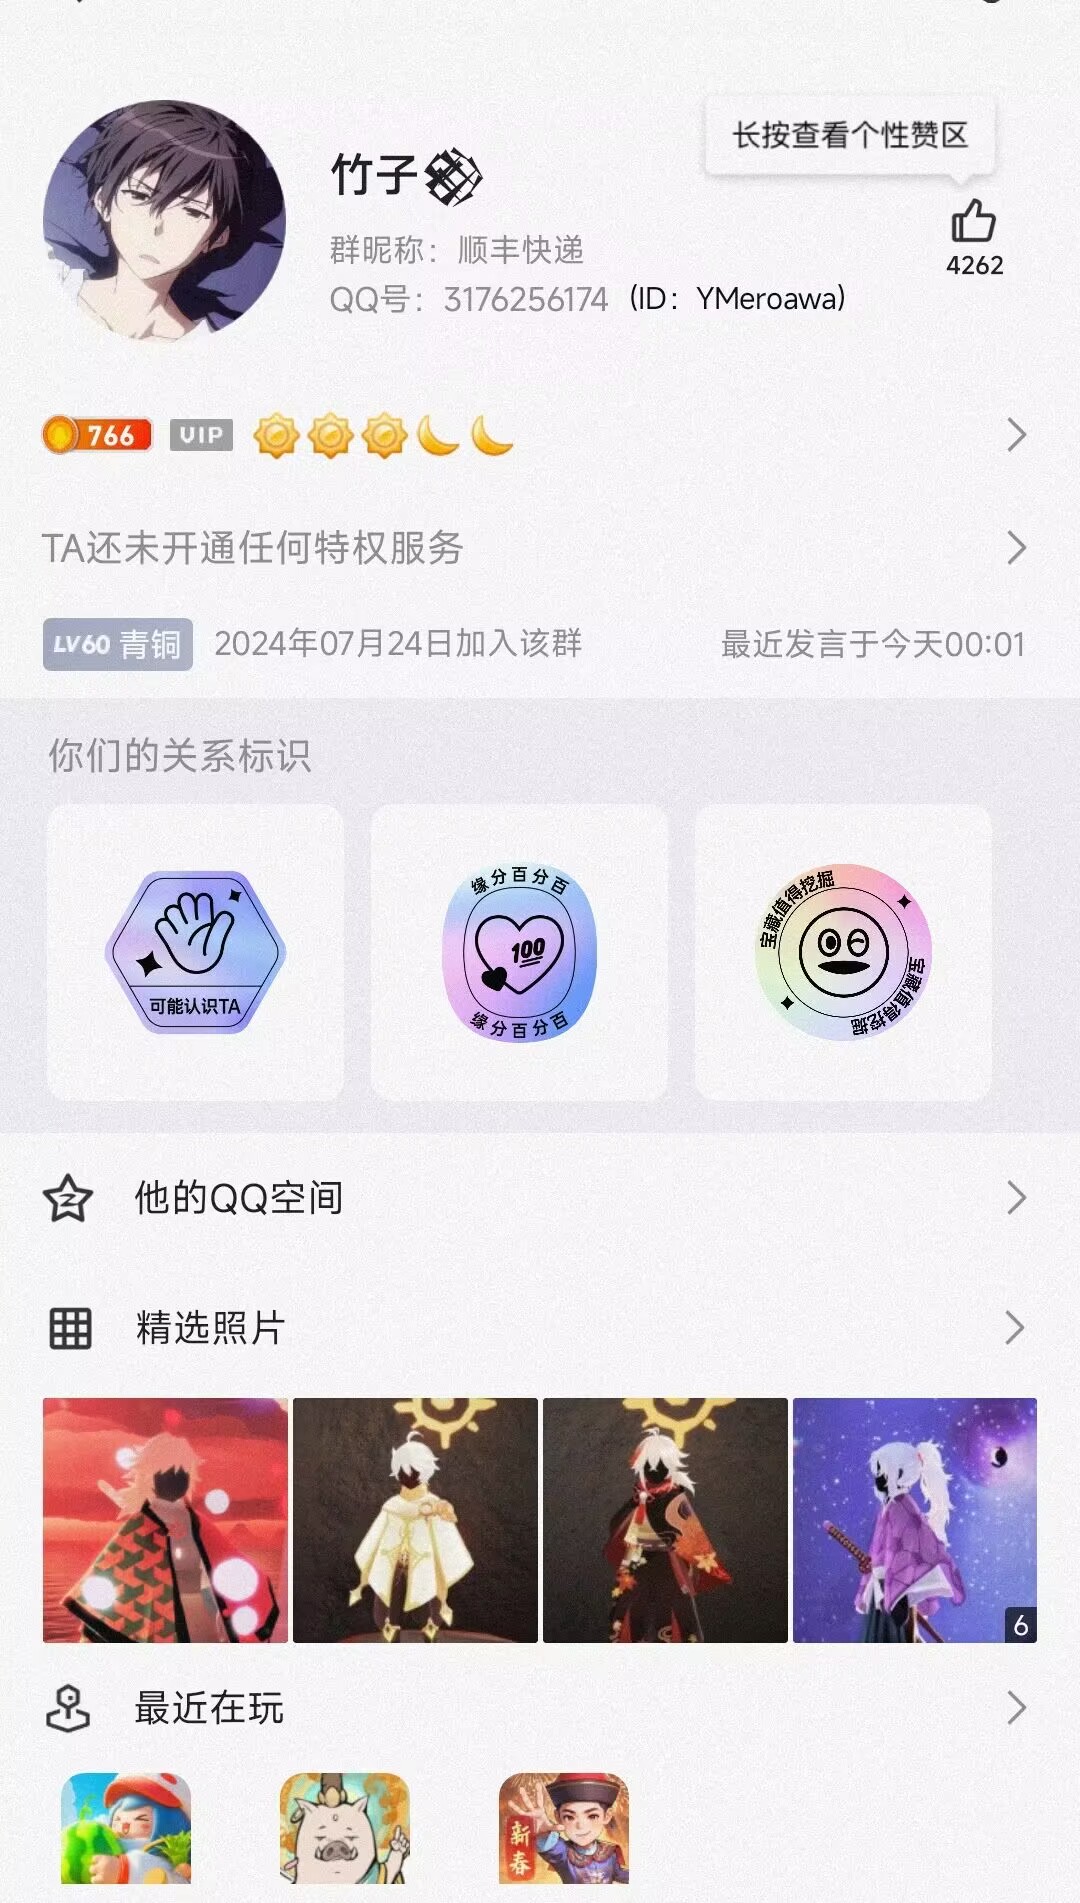 长按查看个性赞区
竹子
群昵称：顺丰快递
4262
QQ号：3176256174（ID：YMeroawa）
766 VIP
TA还未开通任何特权服务
LV60 青铜 2024年07月24日加入该群 最近发言于今天00:01
你们的关系标识
可能认识TA
缘分百分百
100
缘分百分百
宝藏值得挖掘
宝藏值得挖掘
他的QQ空间
精选照片
6
最近在玩
新春